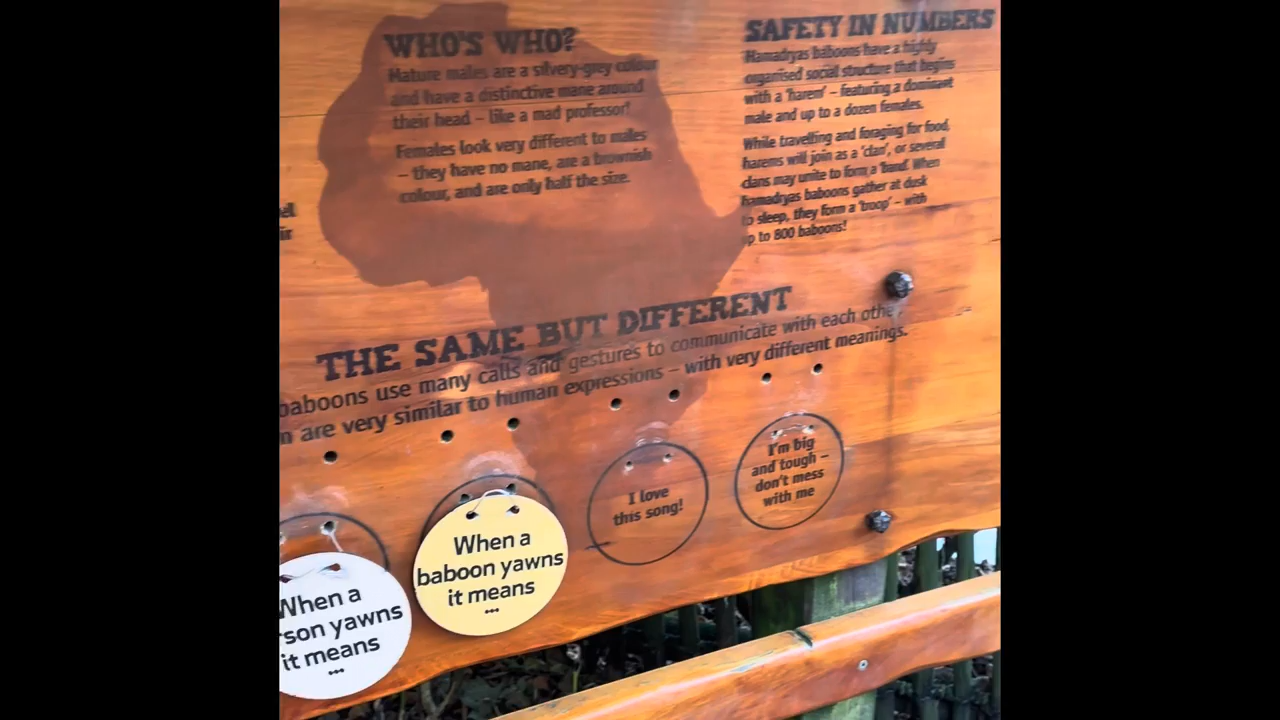 WHO'S WHO?
Mature males are a silvery-grey colour
and have a distinctive mane around
their head – like a mad professor!
Females look very different to males
– they have no mane, are a brownish
colour, and are only half the size.
SAFETY IN NUMBERS
Hamadryas baboons have a highly
organised social structure that begins
with a 'harem' – featuring a dominant
male and up to a dozen females.
While travelling and foraging for food,
harems will join as a 'clan', or several
clans may unite to form a 'band'. When
hamadryas baboons gather at dusk
to sleep, they form a 'troop' – with
up to 800 baboons!
el
ir
THE SAME BUT DIFFERENT
baboons use many calls and gestures to communicate with each othe
m are very similar to human expressions – with very different meanings.
When a
rson yawns
it means
...
When a
baboon yawns
it means
...
I love
this song!
I'm big
and tough –
don't mess
with me